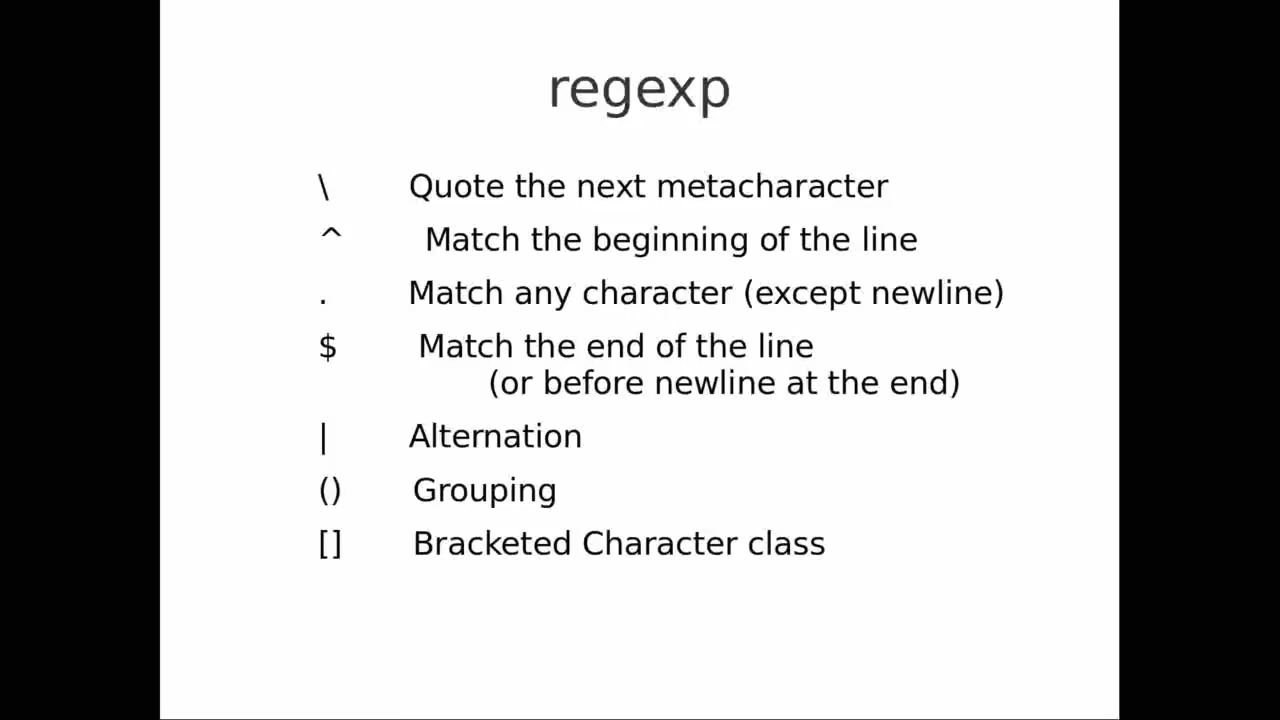 regexp
\ Quote the next metacharacter
^ Match the beginning of the line
. Match any character (except newline)
$ Match the end of the line
(or before newline at the end)
| Alternation
() Grouping
[] Bracketed Character class